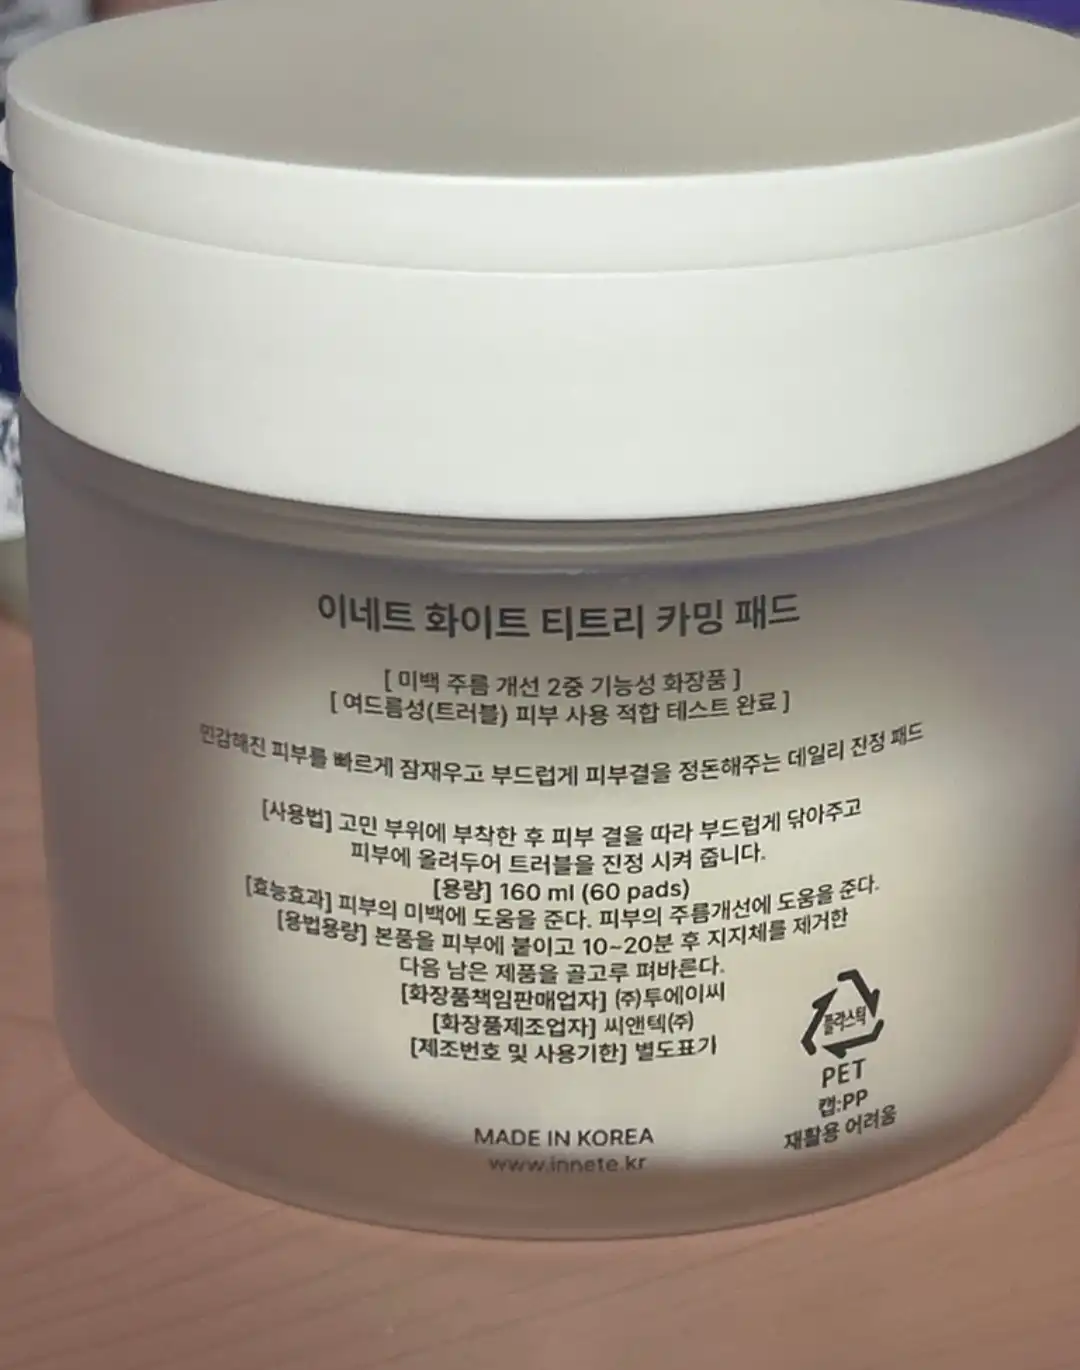 이네트 화이트 티트리 카밍 패드
[ 미백 주름 개선 2중 기능성 화장품 ]
[ 여드름성(트러블) 피부 사용 적합 테스트 완료 ]
민감해진 피부를 빠르게 잠재우고 부드럽게 피부결을 정돈해주는 데일리 진정 패드
[사용법] 고민 부위에 부착한 후 피부 결을 따라 부드럽게 닦아주고
피부에 올려두어 트러블을 진정 시켜 줍니다.
[용량] 160 ml (60 pads)
[효능효과] 피부의 미백에 도움을 준다. 피부의 주름개선에 도움을 준다.
[용법용량] 본품을 피부에 붙이고 10~20분 후 지지체를 제거한
다음 남은 제품을 골고루 펴바른다.
[화장품책임판매업자] (주)투에이씨
[화장품제조업자] 씨앤텍(주)
[제조번호 및 사용기한] 별도표기
플라스틱
PET
캡:PP
재활용 어려움
MADE IN KOREA
www.innete.kr